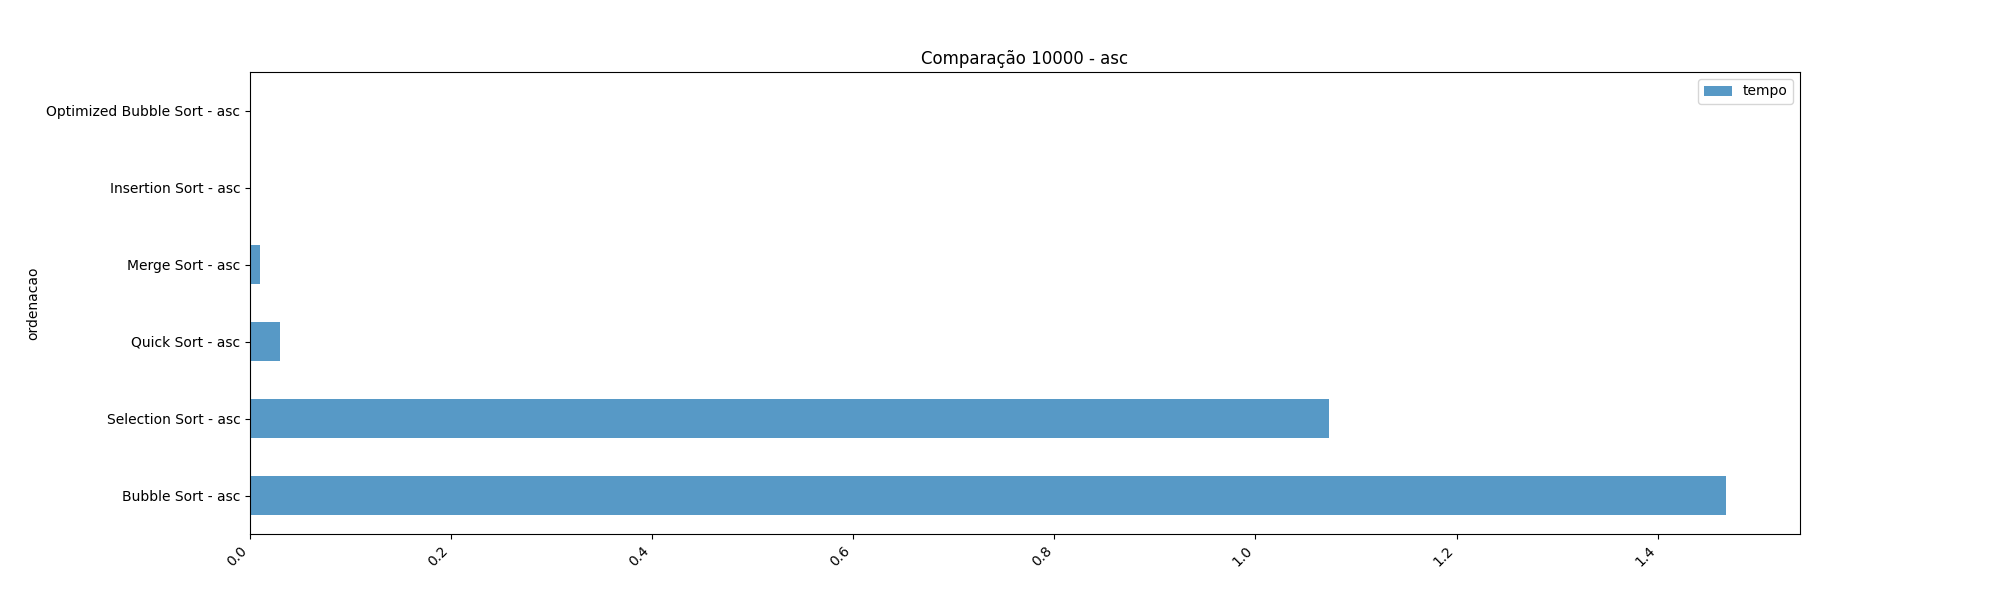 Comparação 10000 - asc
tempo
ordenacao
Optimized Bubble Sort - asc
Insertion Sort - asc
Merge Sort - asc
Quick Sort - asc
Selection Sort - asc
Bubble Sort - asc
0.0
0.2
0.4
0.6
0.8
1.0
1.2
1.4